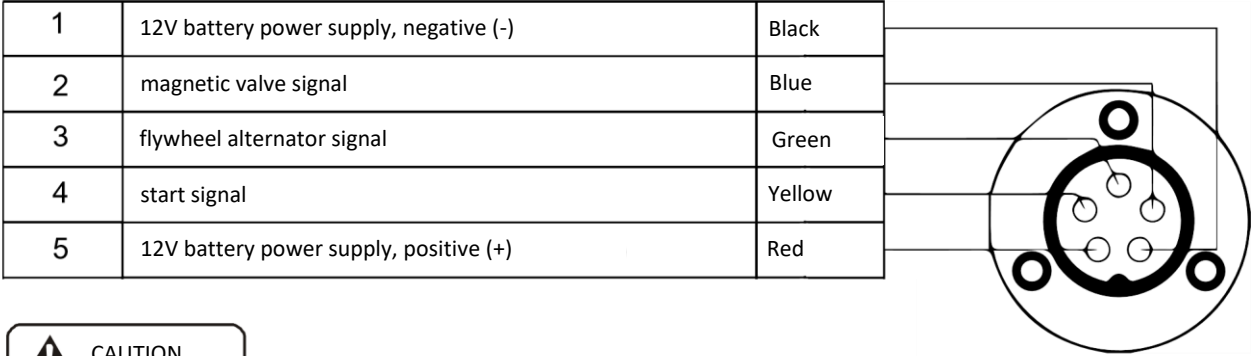 1 12V battery power supply, negative (-) Black
2 magnetic valve signal Blue
3 flywheel alternator signal Green
4 start signal Yellow
5 12V battery power supply, positive (+) Red
CAUTION